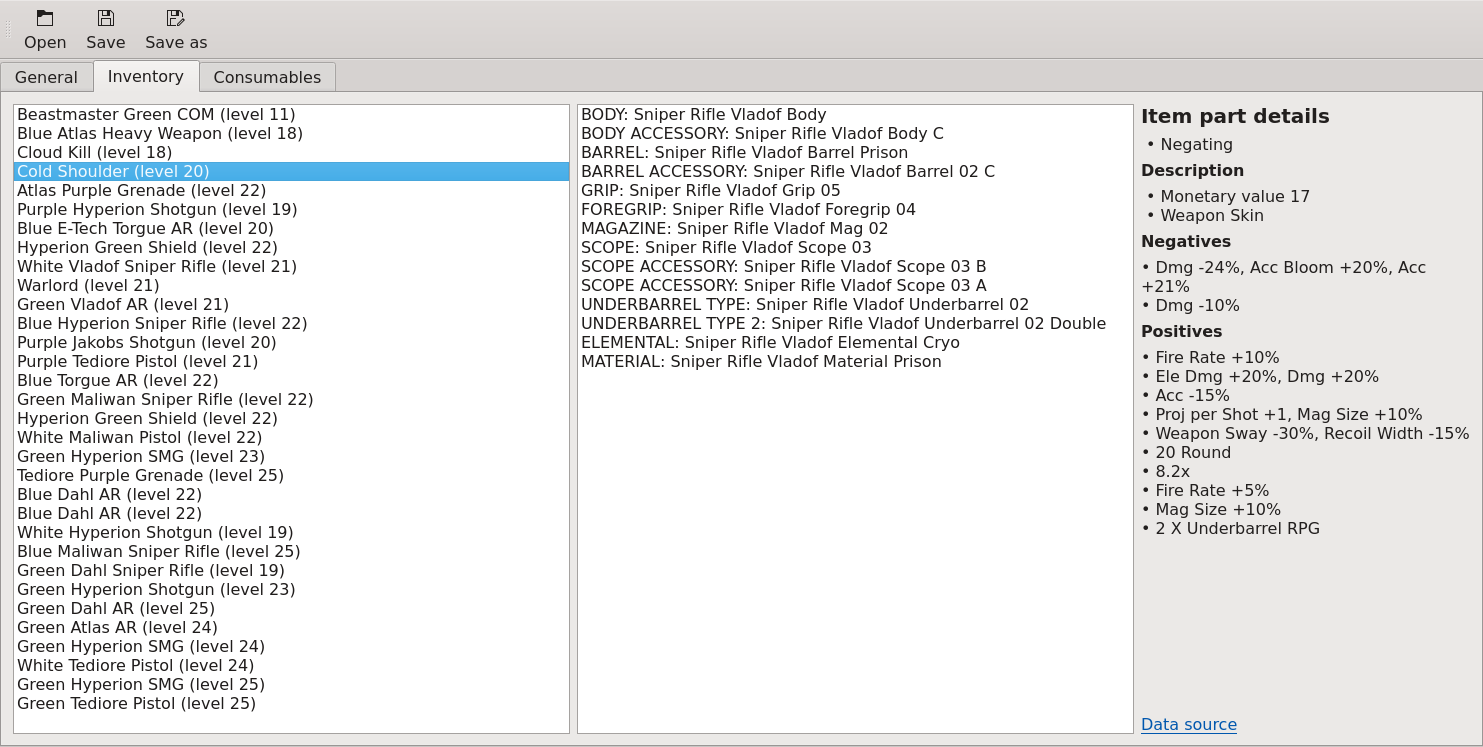 Open Save Save as
General Inventory Consumables
Beastmaster Green COM (level 11)
Blue Atlas Heavy Weapon (level 18)
Cloud Kill (level 18)
Cold Shoulder (level 20)
Atlas Purple Grenade (level 22)
Purple Hyperion Shotgun (level 19)
Blue E-Tech Torgue AR (level 20)
Hyperion Green Shield (level 22)
White Vladof Sniper Rifle (level 21)
Warlord (level 21)
Green Vladof AR (level 21)
Blue Hyperion Sniper Rifle (level 22)
Purple Jakobs Shotgun (level 20)
Purple Tediore Pistol (level 21)
Blue Torgue AR (level 22)
Green Maliwan Sniper Rifle (level 22)
Hyperion Green Shield (level 22)
White Maliwan Pistol (level 22)
Green Hyperion SMG (level 23)
Tediore Purple Grenade (level 25)
Blue Dahl AR (level 22)
Blue Dahl AR (level 22)
White Hyperion Shotgun (level 19)
Blue Maliwan Sniper Rifle (level 25)
Green Dahl Sniper Rifle (level 19)
Green Hyperion Shotgun (level 23)
Green Dahl AR (level 25)
Green Atlas AR (level 24)
Green Hyperion SMG (level 24)
White Tediore Pistol (level 24)
Green Hyperion SMG (level 25)
Green Tediore Pistol (level 25)
BODY: Sniper Rifle Vladof Body
BODY ACCESSORY: Sniper Rifle Vladof Body C
BARREL: Sniper Rifle Vladof Barrel Prison
BARREL ACCESSORY: Sniper Rifle Vladof Barrel 02 C
GRIP: Sniper Rifle Vladof Grip 05
FOREGRIP: Sniper Rifle Vladof Foregrip 04
MAGAZINE: Sniper Rifle Vladof Mag 02
SCOPE: Sniper Rifle Vladof Scope 03
SCOPE ACCESSORY: Sniper Rifle Vladof Scope 03 B
SCOPE ACCESSORY: Sniper Rifle Vladof Scope 03 A
UNDERBARREL TYPE: Sniper Rifle Vladof Underbarrel 02
UNDERBARREL TYPE 2: Sniper Rifle Vladof Underbarrel 02 Double
ELEMENTAL: Sniper Rifle Vladof Elemental Cryo
MATERIAL: Sniper Rifle Vladof Material Prison
Item part details
• Negating
Description
• Monetary value 17
• Weapon Skin
Negatives
• Dmg -24%, Acc Bloom +20%, Acc
+21%
• Dmg -10%
Positives
• Fire Rate +10%
• Ele Dmg +20%, Dmg +20%
• Acc -15%
• Proj per Shot +1, Mag Size +10%
• Weapon Sway -30%, Recoil Width -15%
• 20 Round
• 8.2x
• Fire Rate +5%
• Mag Size +10%
• 2 X Underbarrel RPG
Data source